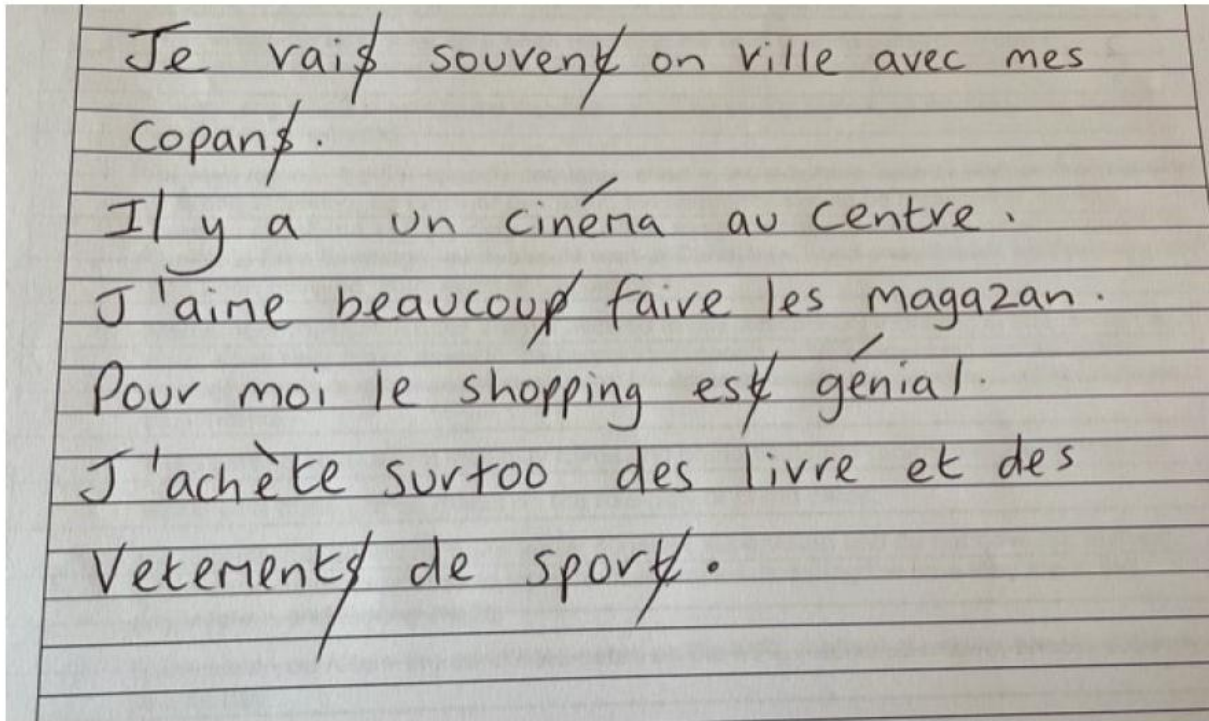 Je vais souvent on ville avec mes
copans.
Il y a un cinéma au centre.
J'aime beaucoup faire les magazan.
Pour moi le shopping est génial.
J'achète surtoo des livre et des
Vetements de sport.